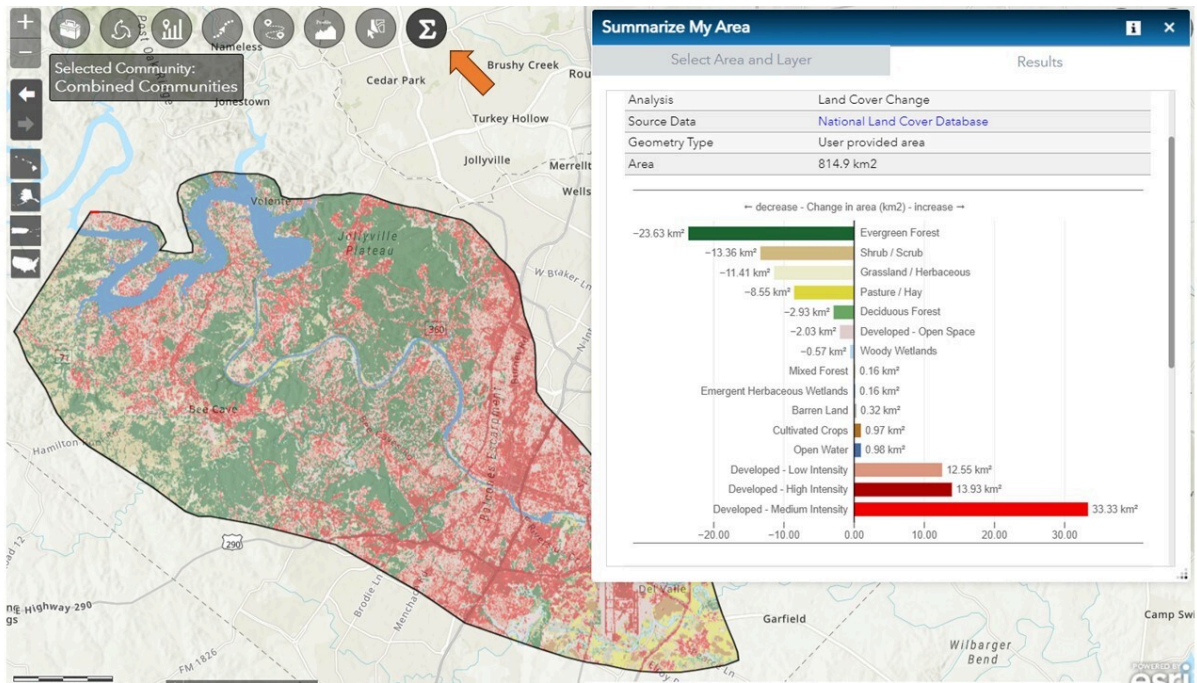 +
−
Σ
Selected Community:
Combined Communities
Nameless
Jonestown
Cedar Park
Brushy Creek
Turkey Hollow
Jollyville
Wells
Volente
Jollyville
Plateau
W Braker Ln
360
71
Bee Cave
Balcones Escarpment
290
Brodie Ln
Highway 290
FM 1826
Del Valle
Garfield
Wilbarger
Bend
Camp Swi
POWERED BY
esri
Summarize My Area
i
×
Select Area and Layer
Results
Analysis Land Cover Change
Source Data National Land Cover Database
Geometry Type User provided area
Area 814.9 km2
← decrease - Change in area (km2) - increase →
−23.63 km² Evergreen Forest
−13.36 km² Shrub / Scrub
−11.41 km² Grassland / Herbaceous
−8.55 km² Pasture / Hay
−2.93 km² Deciduous Forest
−2.03 km² Developed - Open Space
−0.57 km² Woody Wetlands
Mixed Forest 0.16 km²
Emergent Herbaceous Wetlands 0.16 km²
Barren Land 0.32 km²
Cultivated Crops 0.97 km²
Open Water 0.98 km²
Developed - Low Intensity 12.55 km²
Developed - High Intensity 13.93 km²
Developed - Medium Intensity 33.33 km²
−20.00 −10.00 0.00 10.00 20.00 30.00